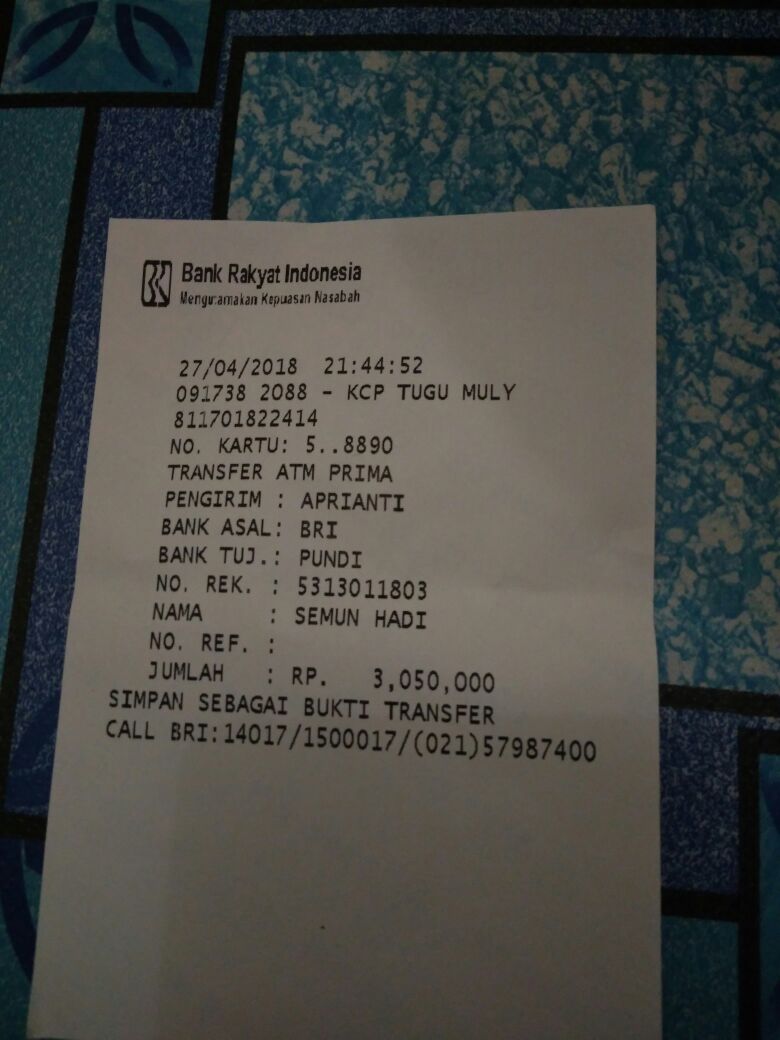 Bank Rakyat Indonesia
Mengutamakan Kepuasan Nasabah
27/04/2018 21:44:52
091738 2088 - KCP TUGU MULY
811701822414
NO. KARTU: 5..8890
TRANSFER ATM PRIMA
PENGIRIM : APRIANTI
BANK ASAL: BRI
BANK TUJ.: PUNDI
NO. REK. : 5313011803
NAMA : SEMUN HADI
NO. REF. :
JUMLAH : RP. 3,050,000
SIMPAN SEBAGAI BUKTI TRANSFER
CALL BRI:14017/1500017/(021)57987400